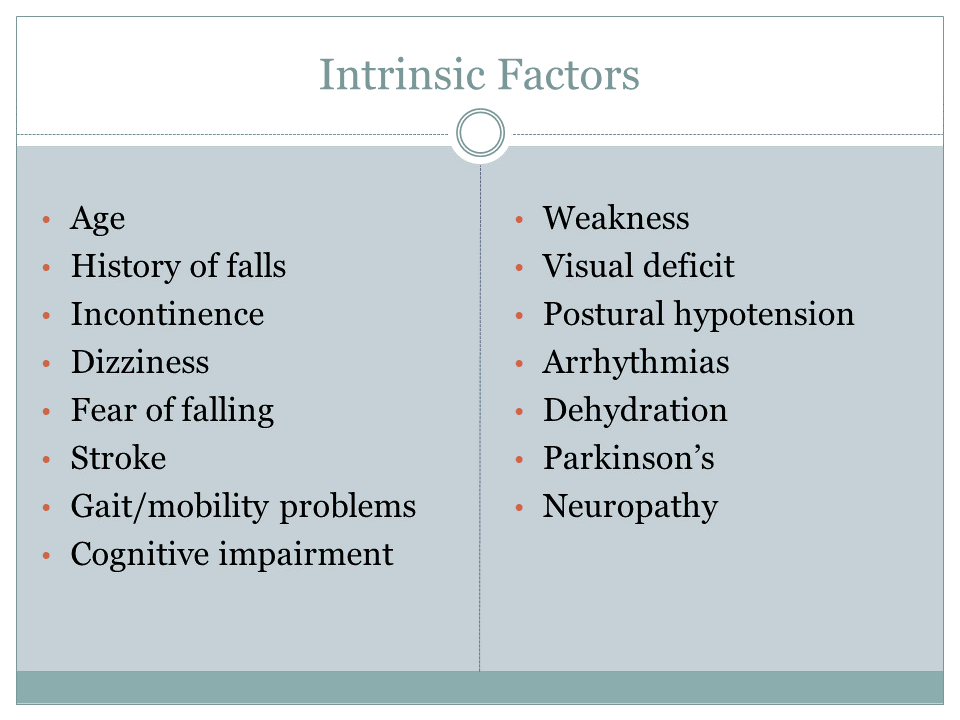 Intrinsic Factors
• Age
• History of falls
• Incontinence
• Dizziness
• Fear of falling
• Stroke
• Gait/mobility problems
• Cognitive impairment
• Weakness
• Visual deficit
• Postural hypotension
• Arrhythmias
• Dehydration
• Parkinson’s
• Neuropathy